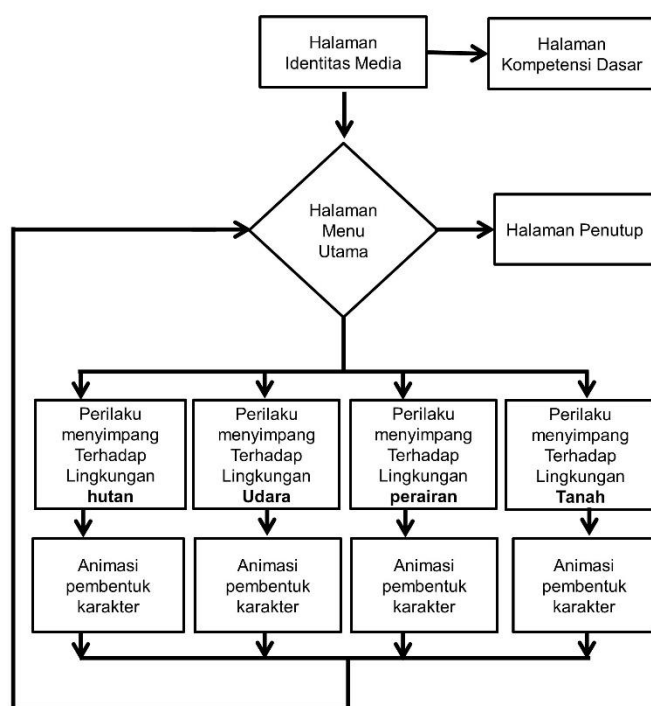 Halaman
Identitas Media
Halaman
Kompetensi Dasar
Halaman
Menu
Utama
Halaman Penutup
Perilaku
menyimpang
Terhadap
Lingkungan
hutan
Perilaku
menyimpang
Terhadap
Lingkungan
Udara
Perilaku
menyimpang
Terhadap
Lingkungan
perairan
Perilaku
menyimpang
Terhadap
Lingkungan
Tanah
Animasi
pembentuk
karakter
Animasi
pembentuk
karakter
Animasi
pembentuk
karakter
Animasi
pembentuk
karakter